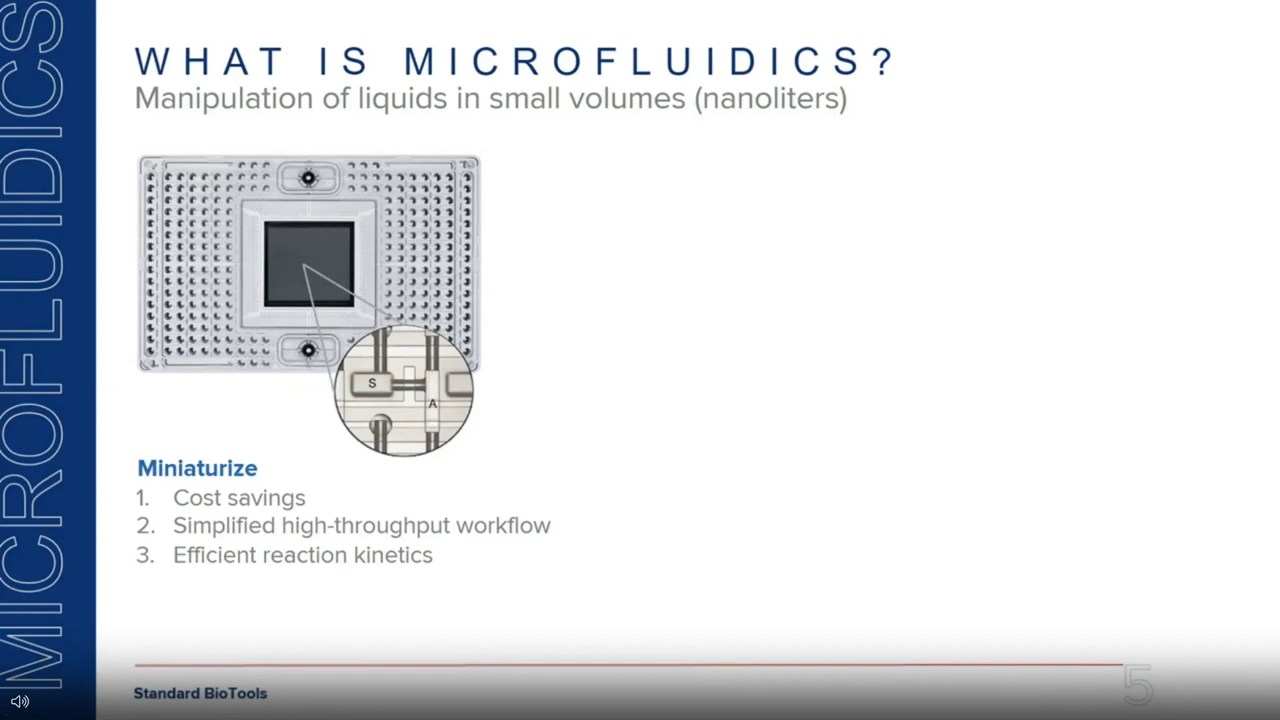 MICROFLUIDICS
WHAT IS MICROFLUIDICS?
Manipulation of liquids in small volumes (nanoliters)
S
A
Miniaturize
1. Cost savings
2. Simplified high-throughput workflow
3. Efficient reaction kinetics
Standard BioTools
5